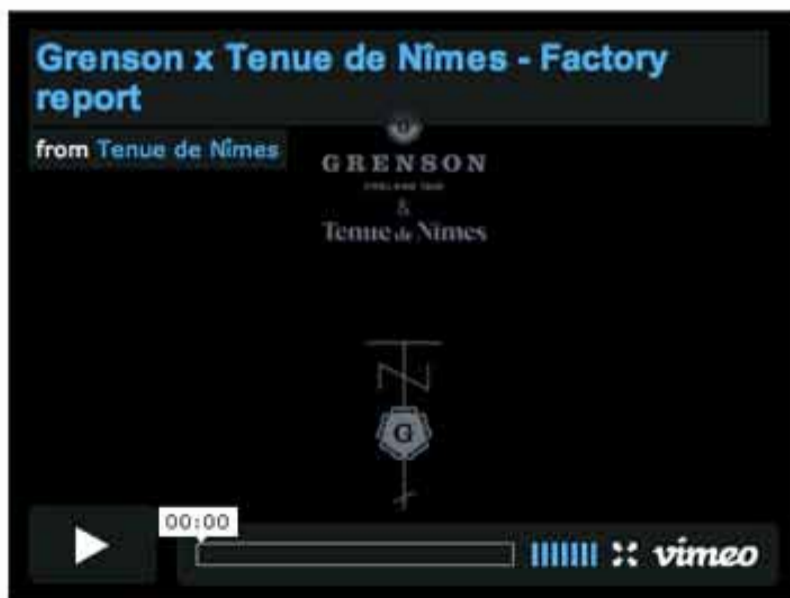 Grenson x Tenue de Nîmes - Factory
report
from Tenue de Nîmes
G
GRENSON
&
Tenue de Nîmes
G
00:00
vimeo